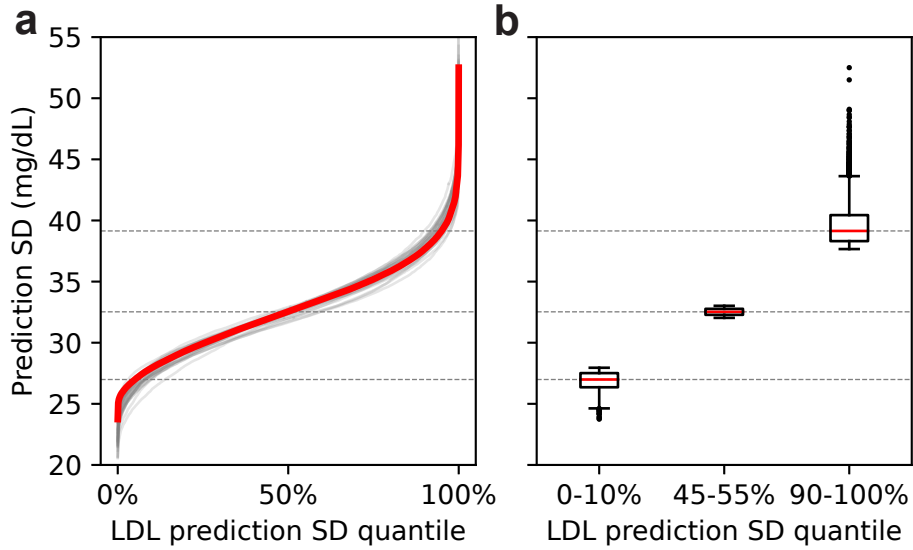 a
b
Prediction SD (mg/dL)
55
50
45
40
35
30
25
20
0%
50%
100%
LDL prediction SD quantile
0-10%
45-55%
90-100%
LDL prediction SD quantile